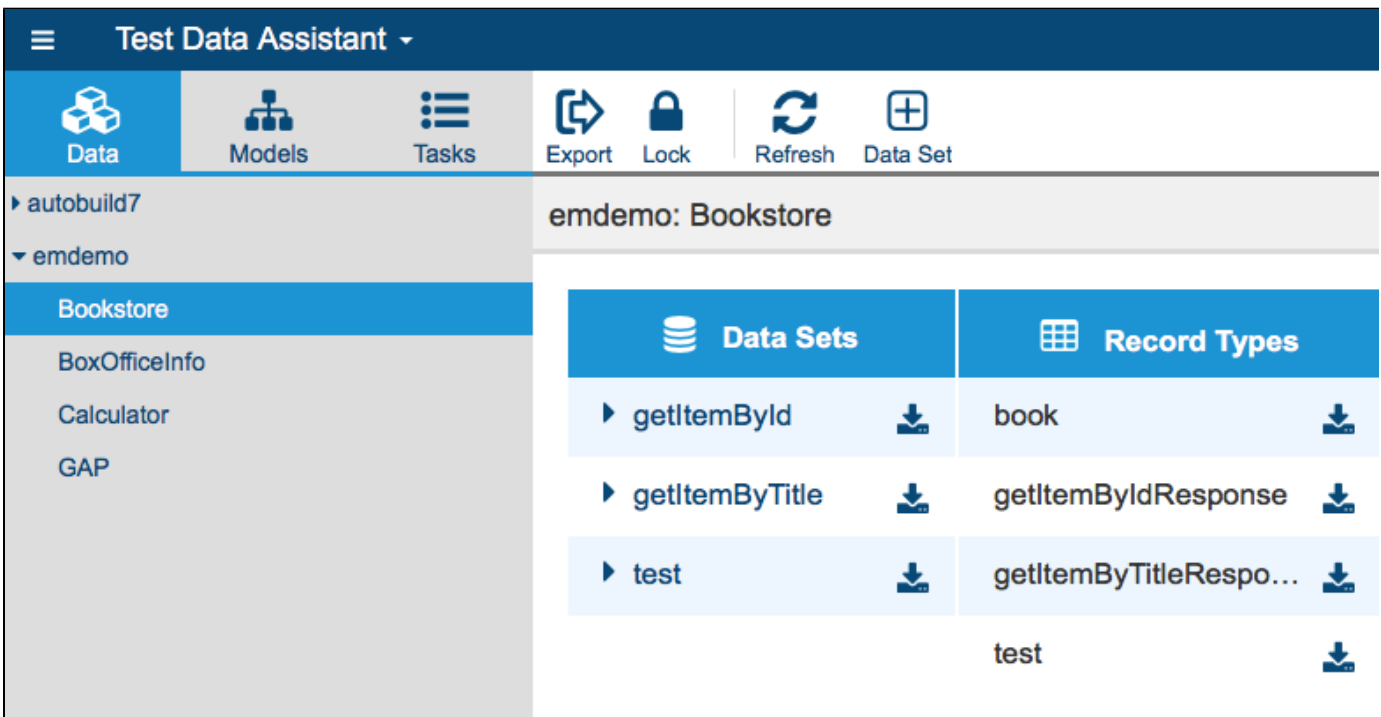 Test Data Assistant
Data Models Tasks Export Lock Refresh Data Set
autobuild7
emdemo
Bookstore
BoxOfficeInfo
Calculator
GAP
emdemo: Bookstore
Data Sets Record Types
getItemById book
getItemByTitle getItemByIdResponse
test getItemByTitleRespo...
test